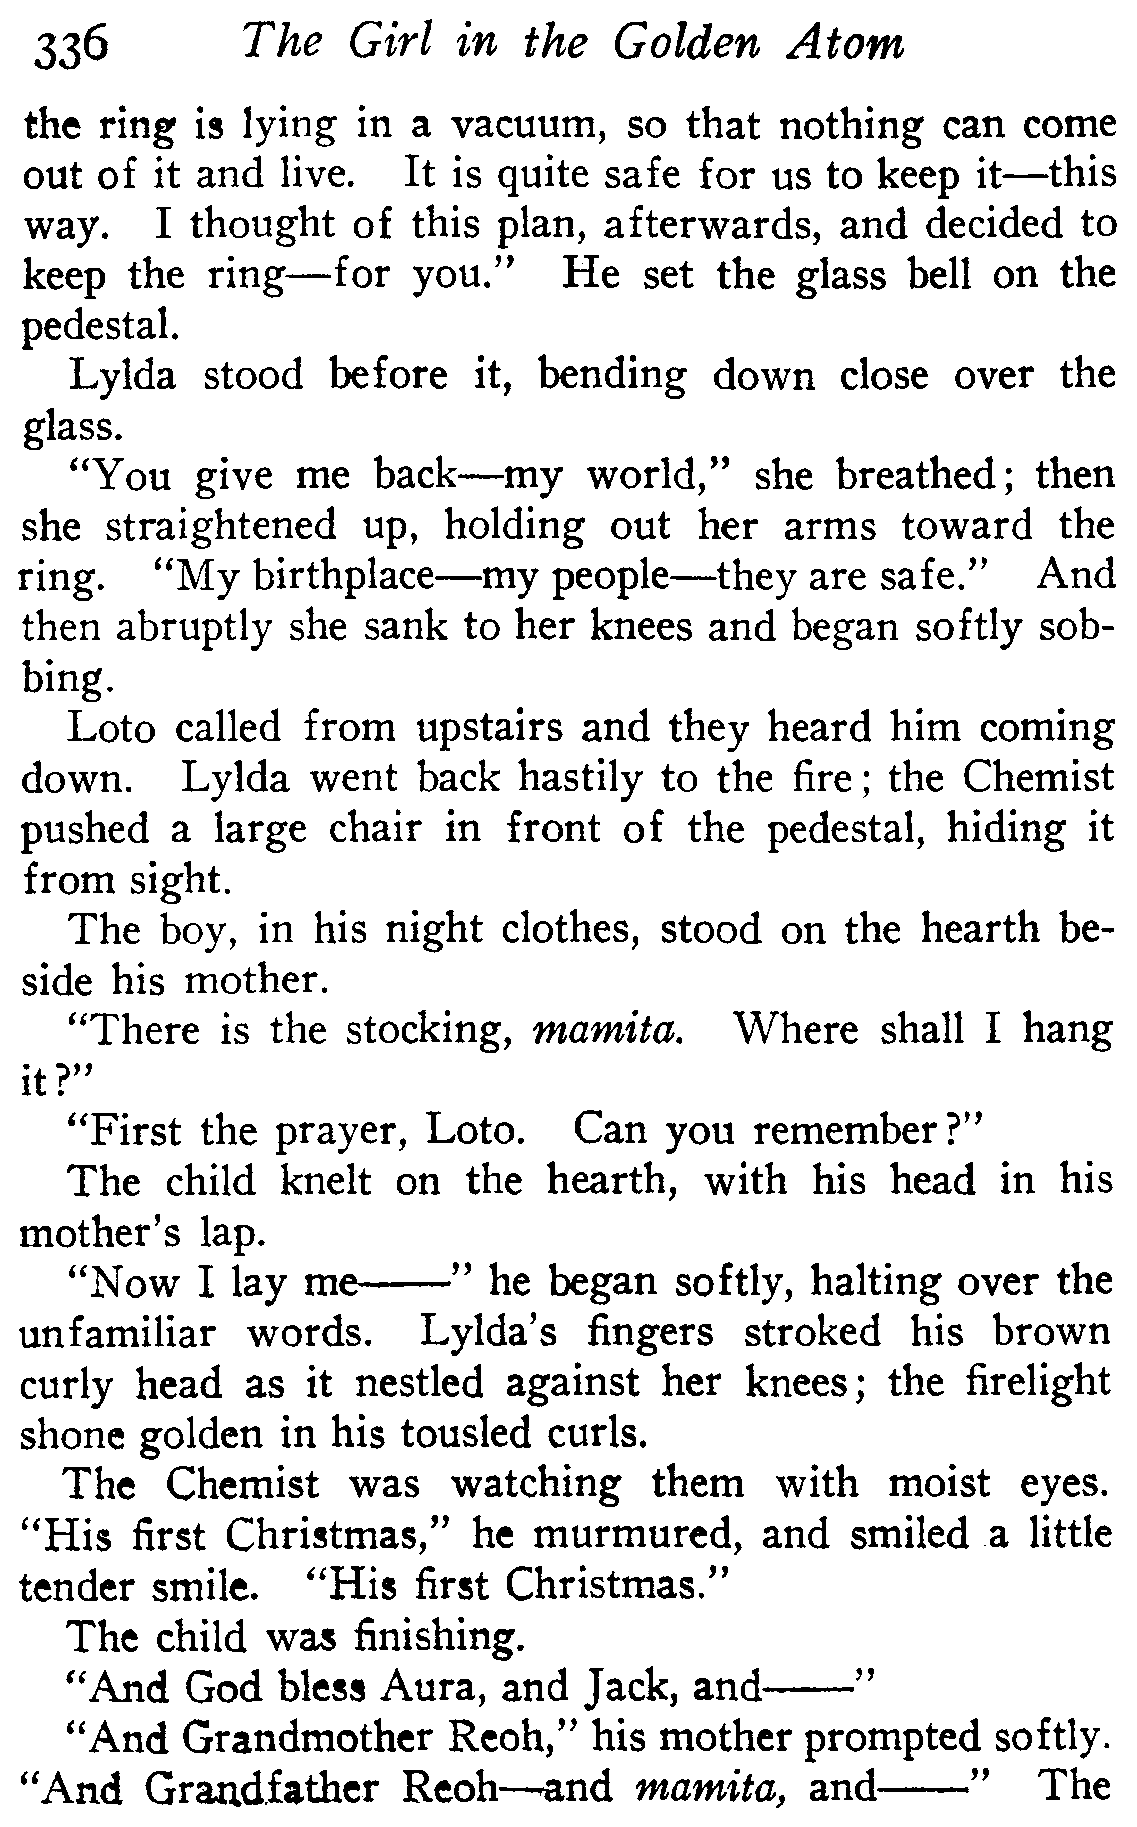 336 The Girl in the Golden Atom
the ring is lying in a vacuum, so that nothing can come
out of it and live. It is quite safe for us to keep it—this
way. I thought of this plan, afterwards, and decided to
keep the ring—for you." He set the glass bell on the
pedestal.
Lylda stood before it, bending down close over the
glass.
"You give me back—my world," she breathed; then
she straightened up, holding out her arms toward the
ring. "My birthplace—my people—they are safe." And
then abruptly she sank to her knees and began softly sob-
bing.
Loto called from upstairs and they heard him coming
down. Lylda went back hastily to the fire; the Chemist
pushed a large chair in front of the pedestal, hiding it
from sight.
The boy, in his night clothes, stood on the hearth be-
side his mother.
"There is the stocking, mamita. Where shall I hang
it?"
"First the prayer, Loto. Can you remember?"
The child knelt on the hearth, with his head in his
mother's lap.
"Now I lay me——" he began softly, halting over the
unfamiliar words. Lylda's fingers stroked his brown
curly head as it nestled against her knees; the firelight
shone golden in his tousled curls.
The Chemist was watching them with moist eyes.
"His first Christmas," he murmured, and smiled a little
tender smile. "His first Christmas."
The child was finishing.
"And God bless Aura, and Jack, and——"
"And Grandmother Reoh," his mother prompted softly.
"And Grandfather Reoh—and mamita, and——" The